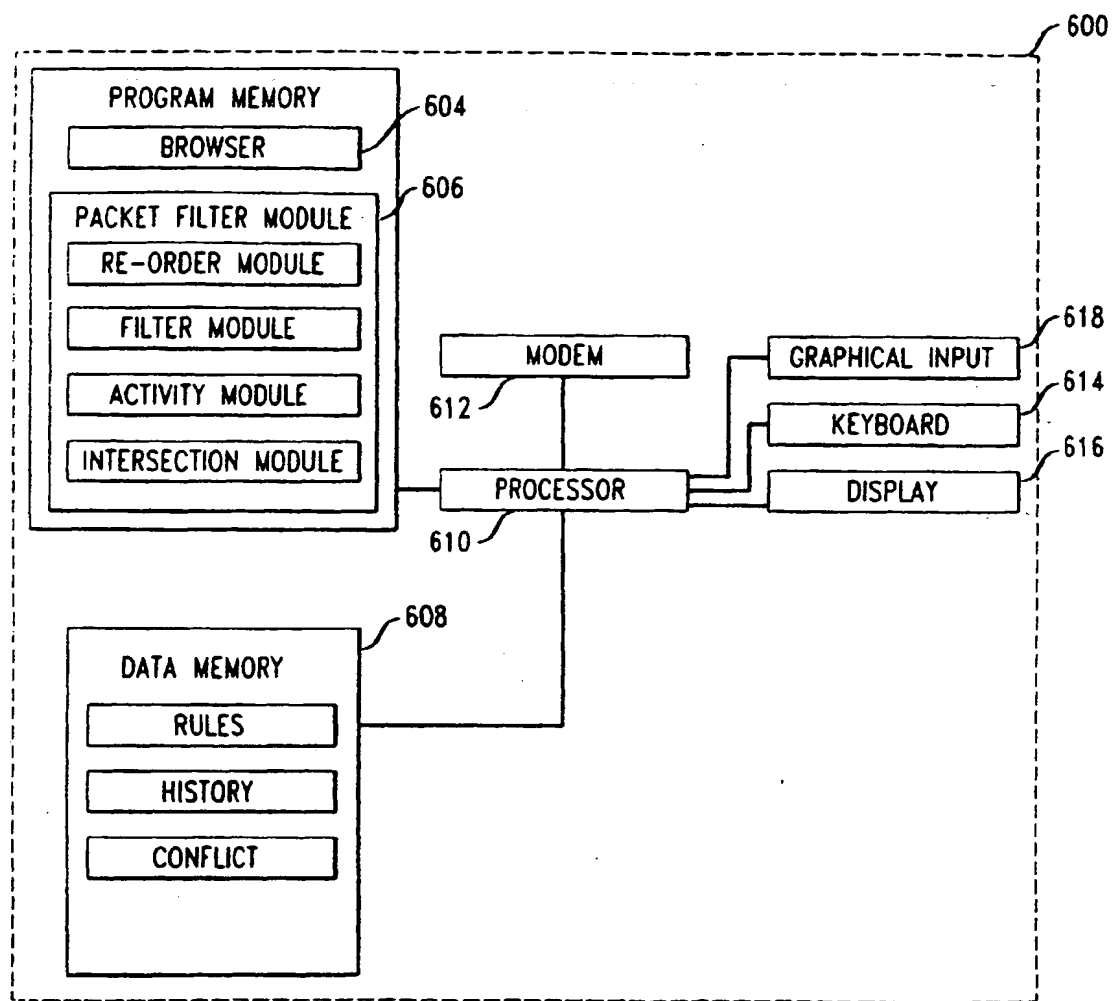 600
PROGRAM MEMORY
604
BROWSER
606
PACKET FILTER MODULE
RE-ORDER MODULE
FILTER MODULE
ACTIVITY MODULE
INTERSECTION MODULE
MODEM
612
GRAPHICAL INPUT
618
KEYBOARD
614
PROCESSOR
610
DISPLAY
616
608
DATA MEMORY
RULES
HISTORY
CONFLICT